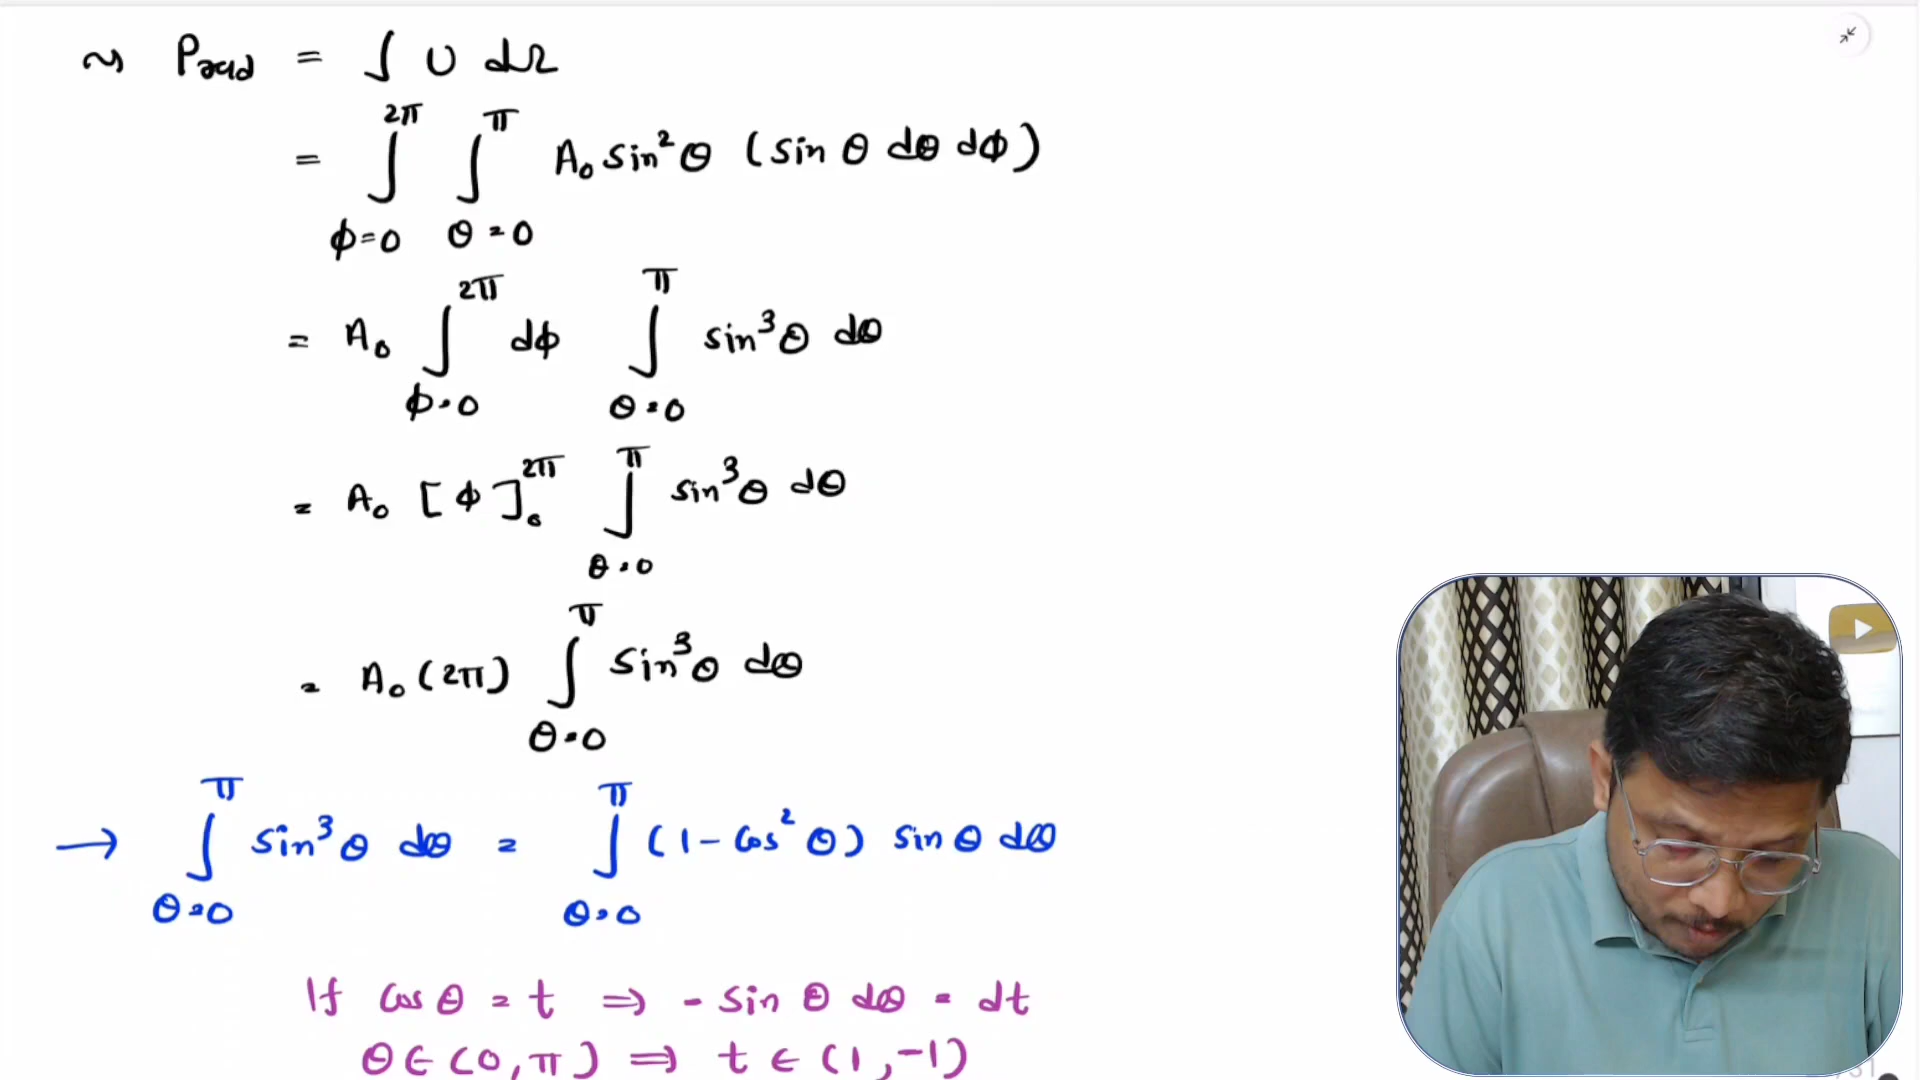 ~ Prad = ∫ U dΩ
= ∫_{ϕ=0}^{2π} ∫_{θ=0}^{π} A₀ sin²θ (sin θ dθ dϕ)
= A₀ ∫_{ϕ=0}^{2π} dϕ ∫_{θ=0}^{π} sin³θ dθ
= A₀ [ϕ]₀^{2π} ∫_{θ=0}^{π} sin³θ dθ
= A₀ (2π) ∫_{θ=0}^{π} sin³θ dθ
→ ∫_{θ=0}^{π} sin³θ dθ = ∫_{θ=0}^{π} (1 - cos²θ) sin θ dθ
If cos θ = t ⇒ - sin θ dθ = dt
θ ∈ (0, π) ⇒ t ∈ (1, -1)